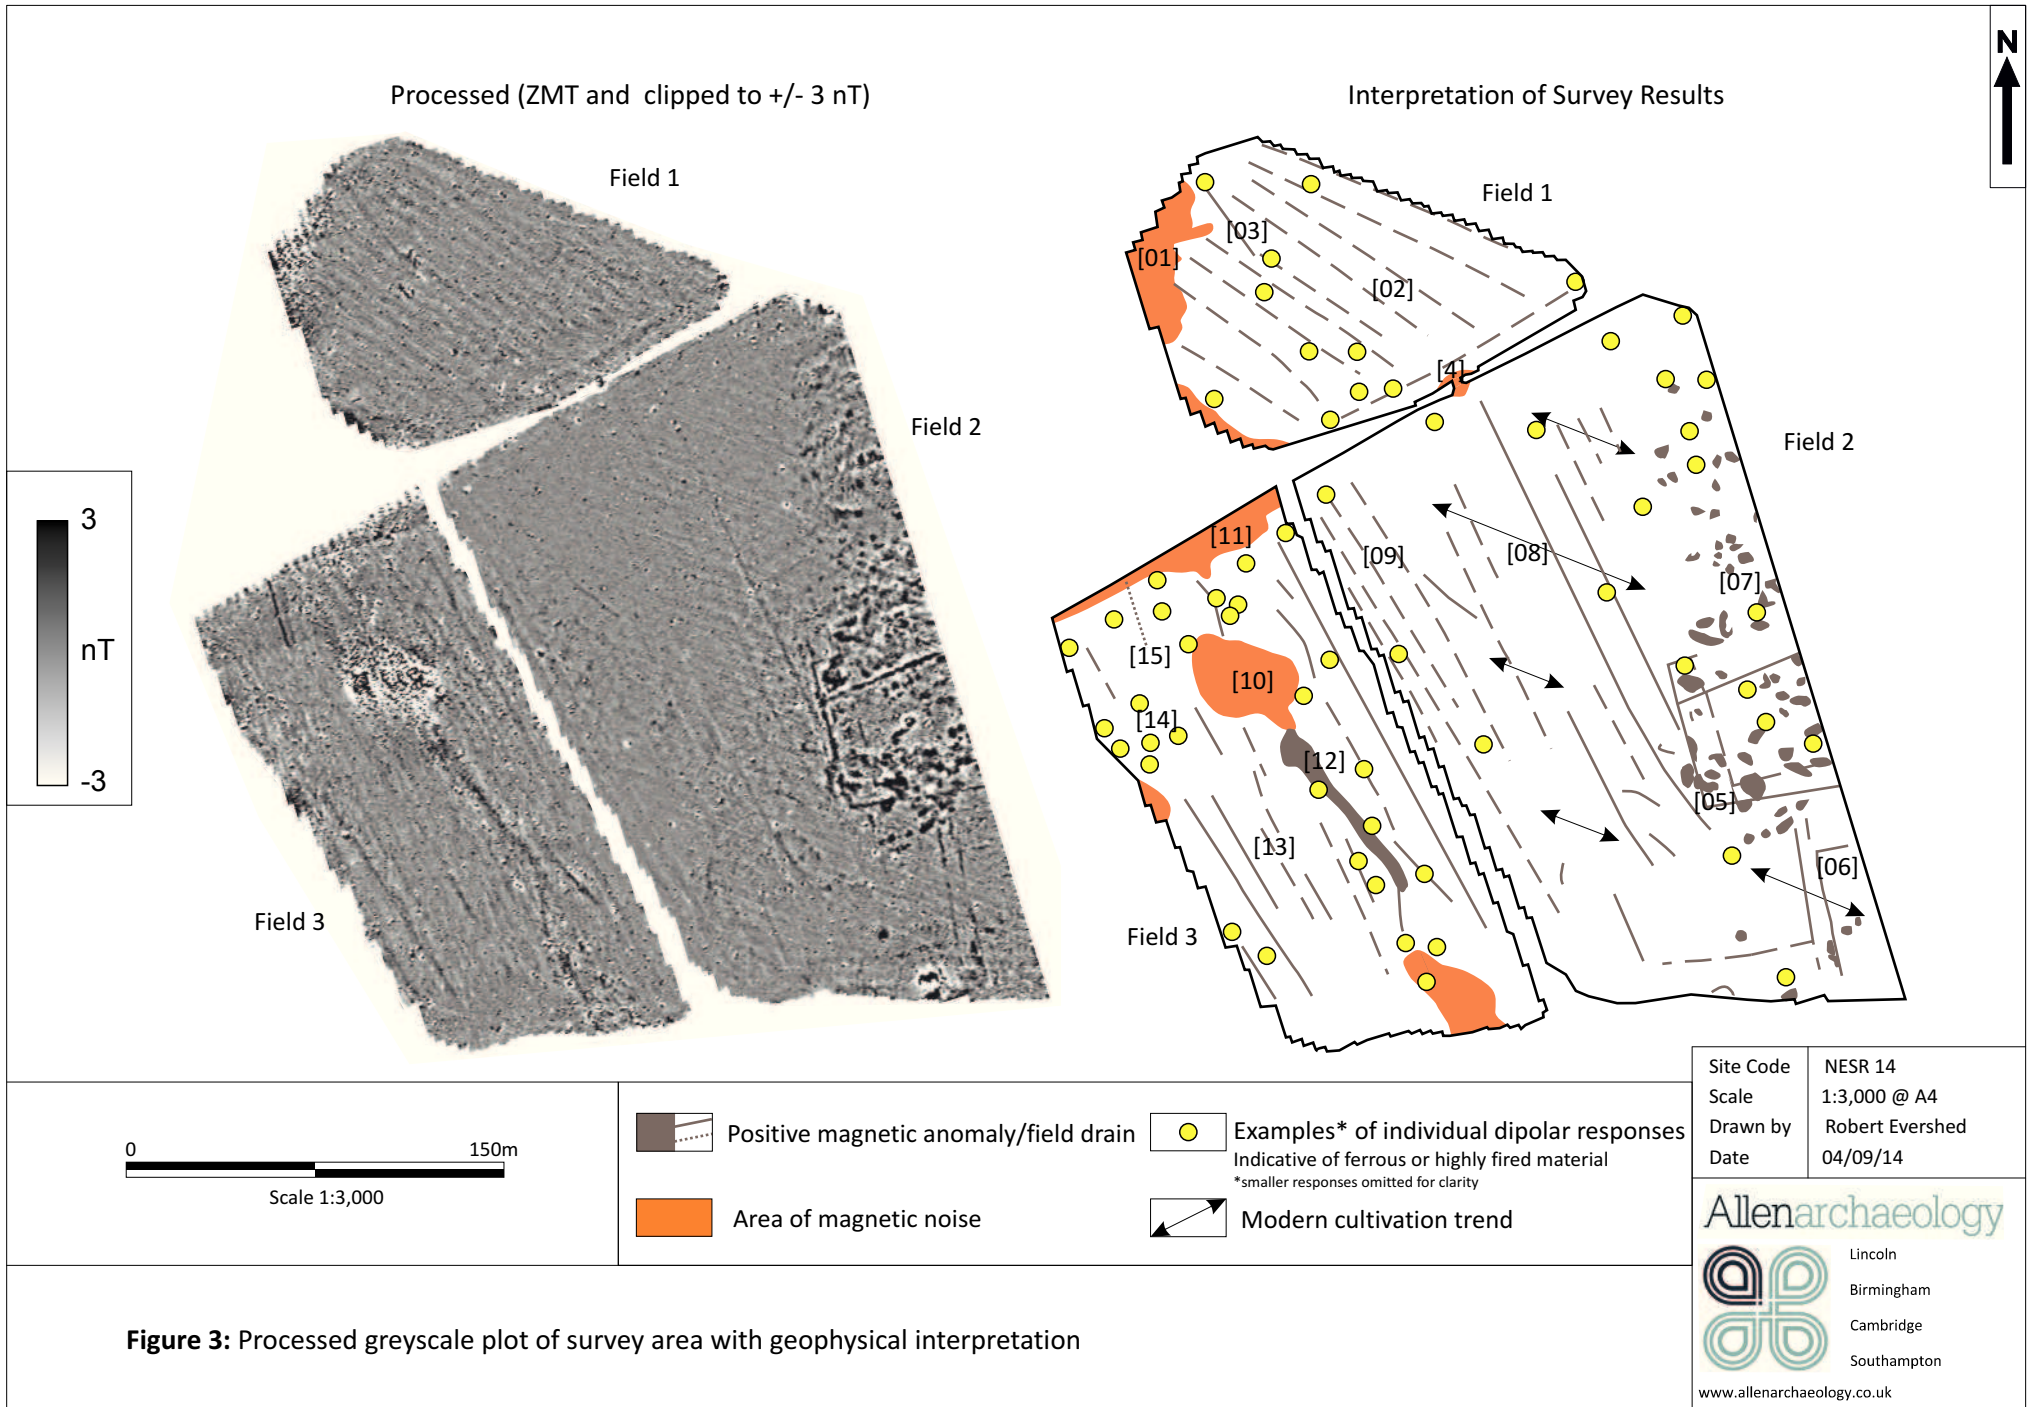 N
Processed (ZMT and clipped to +/- 3 nT)
Interpretation of Survey Results
Field 1
Field 2
Field 3
3
nT
-3
Field 1
[03]
[01]
[02]
[4]
Field 2
[11]
[09]
[08]
[07]
[15]
[10]
[14]
[12]
[05]
[13]
[06]
Field 3
0 150m
Scale 1:3,000
Positive magnetic anomaly/field drain
Area of magnetic noise
Examples* of individual dipolar responses
Indicative of ferrous or highly fired material
*smaller responses omitted for clarity
Modern cultivation trend
Site Code NESR 14
Scale 1:3,000 @ A4
Drawn by Robert Evershed
Date 04/09/14
Allenarchaeology
Lincoln
Birmingham
Cambridge
Southampton
www.allenarchaeology.co.uk
Figure 3: Processed greyscale plot of survey area with geophysical interpretation